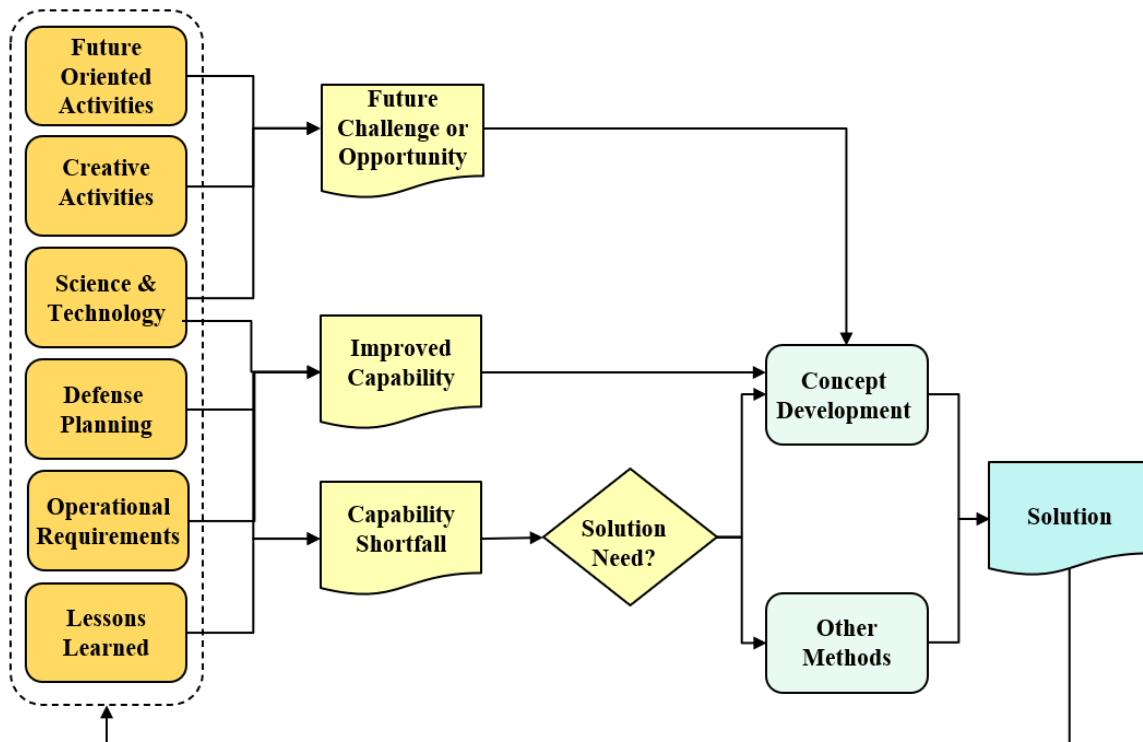 Future
Oriented
Activities
Creative
Activities
Science &
Technology
Defense
Planning
Operational
Requirements
Lessons
Learned
Future
Challenge or
Opportunity
Improved
Capability
Capability
Shortfall
Solution
Need?
Concept
Development
Other
Methods
Solution